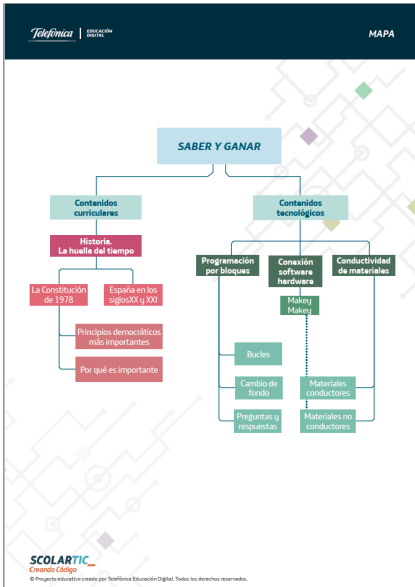 Telefónica
EDUCACIÓN
DIGITAL
MAPA
SABER Y GANAR
Contenidos
curriculares
Contenidos
tecnológicos
Historia.
La huella del tiempo
Programación
por bloques
Conexión
software
hardware
Conductividad
de materiales
La Constitución
de 1978
España en los
siglosXX y XXI
Makey
Makey
Principios democráticos
más importantes
Por qué es importante
Bucles
Cambio de
fondo
Materiales
conductores
Preguntas y
respuestas
Materiales no
conductores
SCOLARTIC_
Creando Código
© Proyecto educativo creado por Telefónica Educación Digital. Todos los derechos reservados.